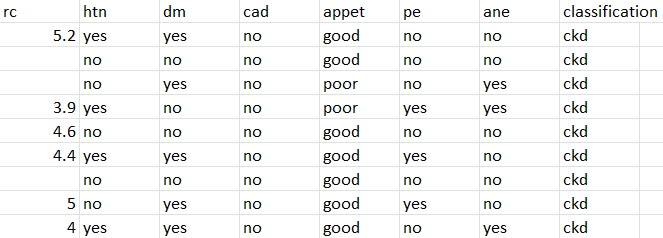 rc htn dm cad appet pe ane classification
5.2 yes yes no good no no ckd
no no no good no no ckd
no yes no poor no yes ckd
3.9 yes no no poor yes yes ckd
4.6 no no no good no no ckd
4.4 yes yes no good yes no ckd
no no no good no no ckd
5 no yes no good yes no ckd
4 yes yes no good no yes ckd